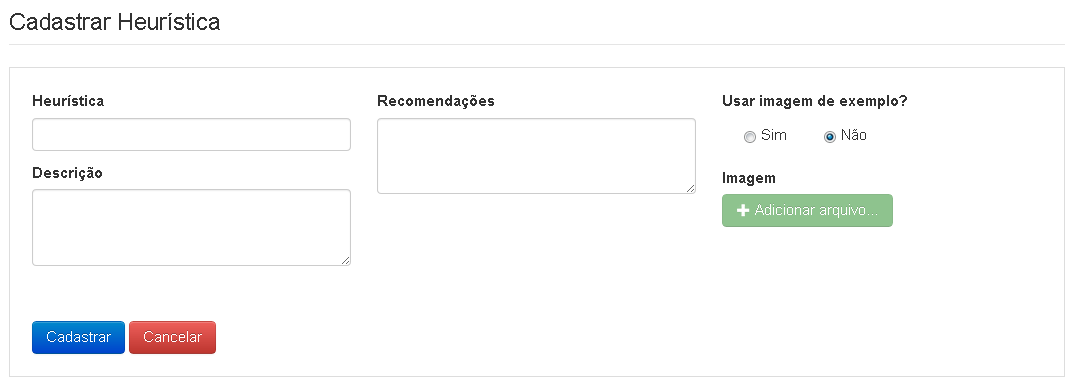 Cadastrar Heurística
Heurística
Descrição
Recomendações
Usar imagem de exemplo?
Sim Não
Imagem
Adicionar arquivo...
Cadastrar Cancelar